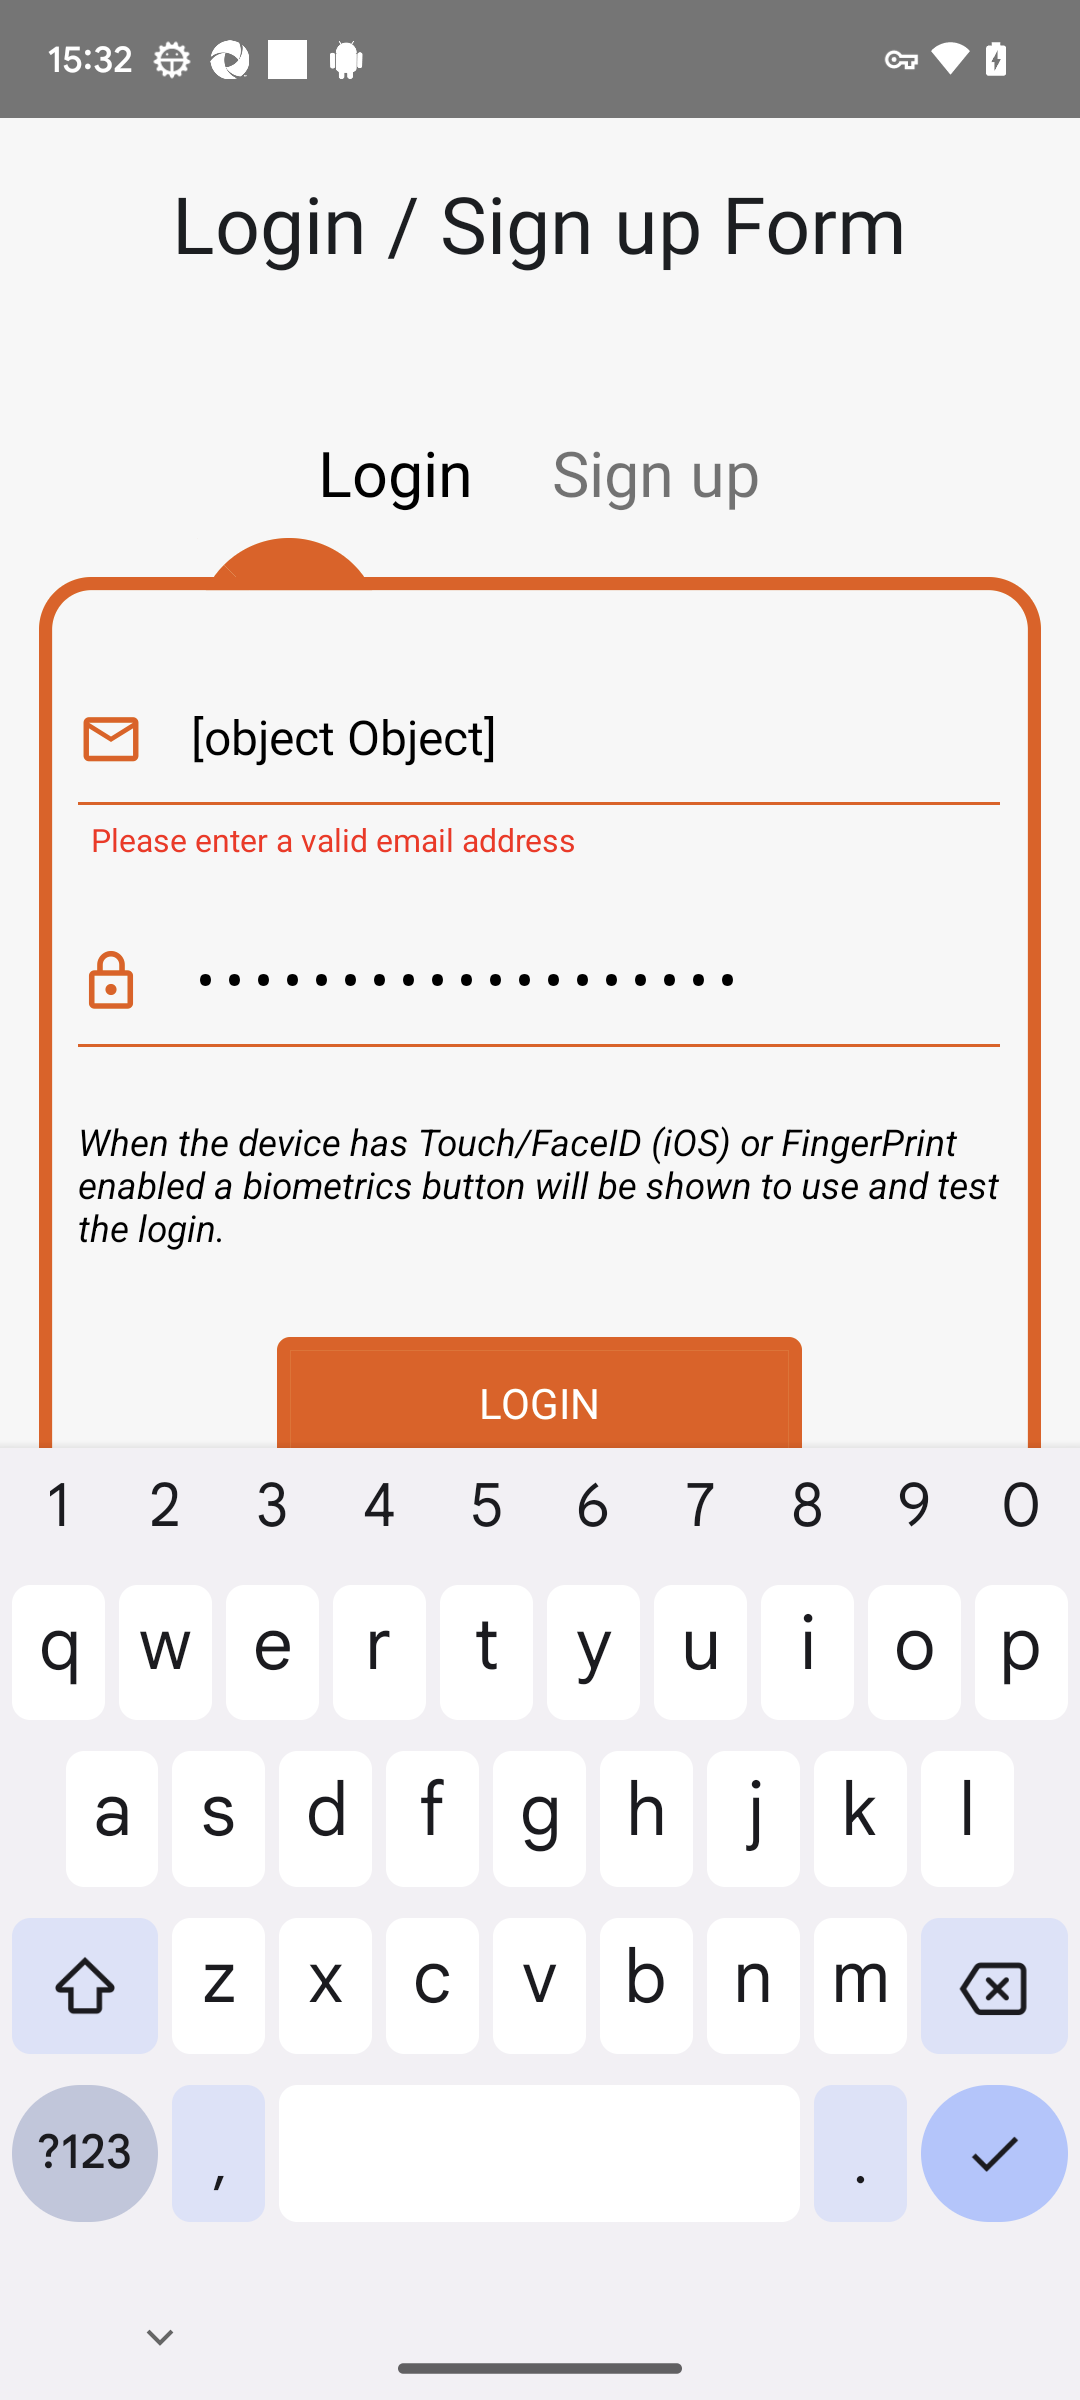 15:32
Login / Sign up Form
Login Sign up
[object Object]
Please enter a valid email address
•••••••••••••••••••
When the device has Touch/FaceID (iOS) or FingerPrint
enabled a biometrics button will be shown to use and test
the login.
LOGIN
1 2 3 4 5 6 7 8 9 0
q w e r t y u i o p
a s d f g h j k l
z x c v b n m
?123 , .